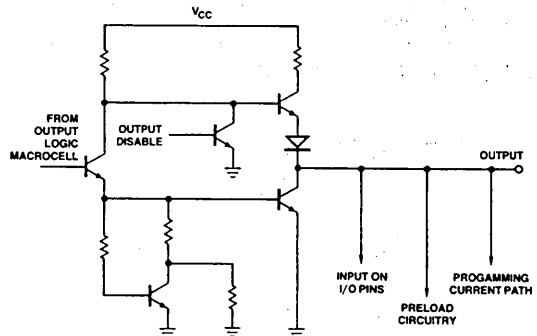 VCC
FROM
OUTPUT
LOGIC
MACROCELL
OUTPUT
DISABLE
OUTPUT
INPUT ON
I/O PINS
PRELOAD
CIRCUITRY
PROGAMMING
CURRENT PATH